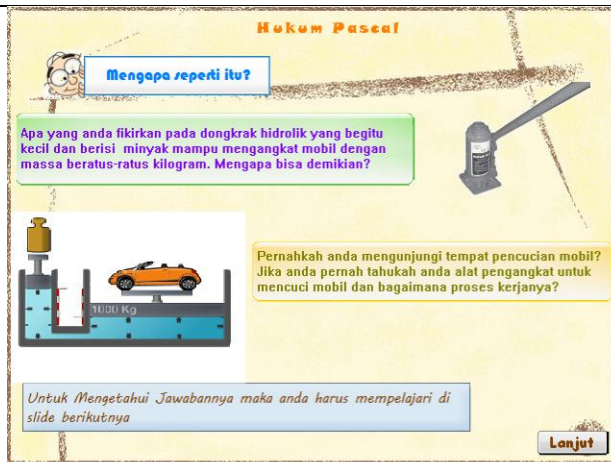 Hukum Pascal
Mengapa seperti itu?
Apa yang anda fikirkan pada dongkrak hidrolik yang begitu
kecil dan berisi minyak mampu mengangkat mobil dengan
massa beratus-ratus kilogram. Mengapa bisa demikian?
Pernahkah anda mengunjungi tempat pencucian mobil?
Jika anda pernah tahukah anda alat pengangkat untuk
mencuci mobil dan bagaimana proses kerjanya?
1000 Kg
Untuk Mengetahui Jawabannya maka anda harus mempelajari di
slide berikutnya
Lanjut